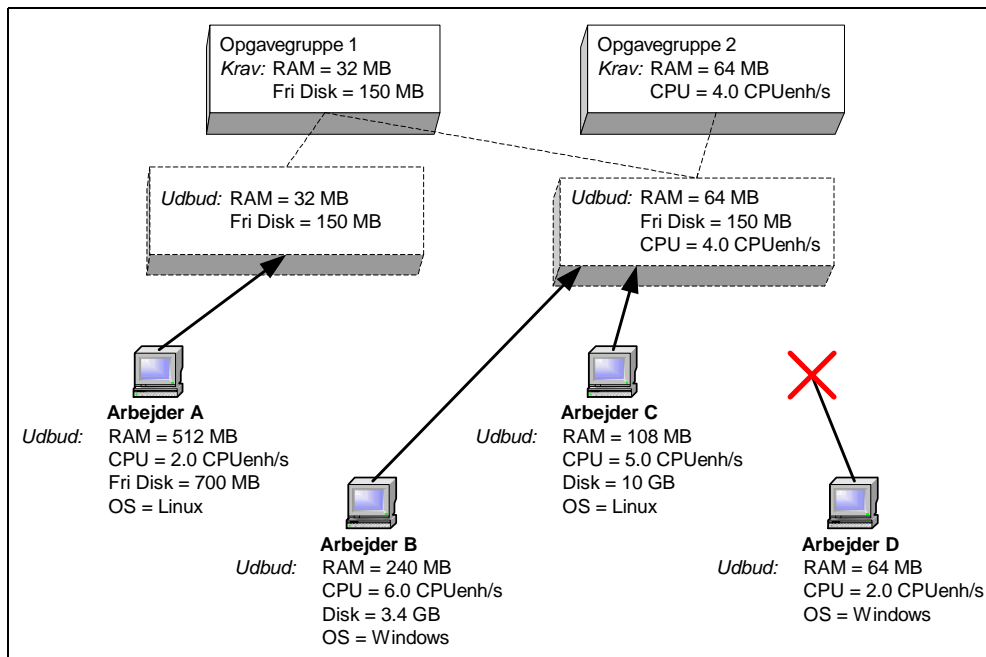 Opgavegruppe 1
Krav: RAM = 32 MB
Fri Disk = 150 MB
Opgavegruppe 2
Krav: RAM = 64 MB
CPU = 4.0 CPUenh/s
Udbud: RAM = 32 MB
Fri Disk = 150 MB
Udbud: RAM = 64 MB
Fri Disk = 150 MB
CPU = 4.0 CPUenh/s
Arbejder A
Udbud: RAM = 512 MB
CPU = 2.0 CPUenh/s
Fri Disk = 700 MB
OS = Linux
Arbejder B
Udbud: RAM = 240 MB
CPU = 6.0 CPUenh/s
Disk = 3.4 GB
OS = Windows
Arbejder C
Udbud: RAM = 108 MB
CPU = 5.0 CPUenh/s
Disk = 10 GB
OS = Linux
Arbejder D
Udbud: RAM = 64 MB
CPU = 2.0 CPUenh/s
OS = Windows